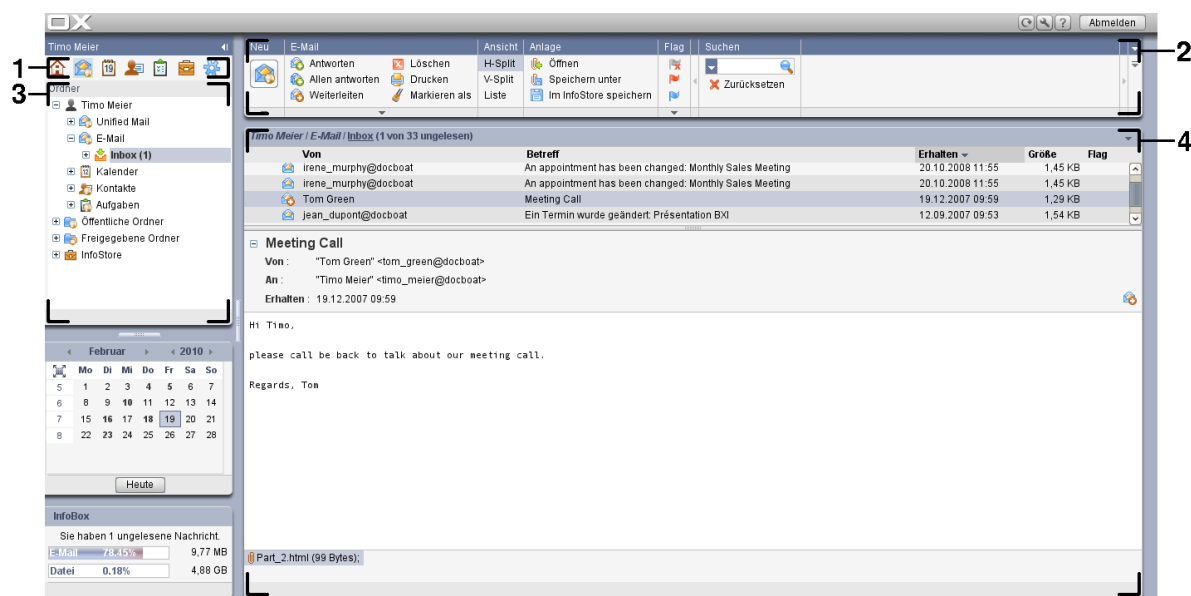 OX
Abmelden
Timo Meier
Neu E-Mail Ansicht Anlage Flag Suchen
2
1
19
Antworten Löschen H-Split Öffnen
Allen antworten Drucken V-Split Speichern unter
Weiterleiten Markieren als Liste Im InfoStore speichern
Zurücksetzen
3
Ordner
Timo Meier
Unified Mail
E-Mail
Inbox (1)
Kalender
Kontakte
Aufgaben
Öffentliche Ordner
Freigegebene Ordner
InfoStore
Timo Meier / E-Mail / Inbox (1 von 33 ungelesen)
4
Von Betreff Erhalten Größe Flag
irene_murphy@docboat An appointment has been changed: Monthly Sales Meeting 20.10.2008 11:55 1,45 KB
irene_murphy@docboat An appointment has been changed: Monthly Sales Meeting 20.10.2008 11:55 1,45 KB
Tom Green Meeting Call 19.12.2007 09:59 1,29 KB
jean_dupont@docboat Ein Termin wurde geändert: Présentation BXI 12.09.2007 09:53 1,54 KB
Meeting Call
Von : "Tom Green" <tom_green@docboat>
An : "Timo Meier" <timo_meier@docboat>
Erhalten : 19.12.2007 09:59
Hi Timo,
please call be back to talk about our meeting call.
Regards, Tom
Part_2.html (99 Bytes);
Februar 2010
Mo Di Mi Do Fr Sa So
5 1 2 3 4 5 6 7
6 8 9 10 11 12 13 14
7 15 16 17 18 19 20 21
8 22 23 24 25 26 27 28
Heute
InfoBox
Sie haben 1 ungelesene Nachricht.
E-Mail 78.45% 9,77 MB
Datei 0.18% 4,88 GB